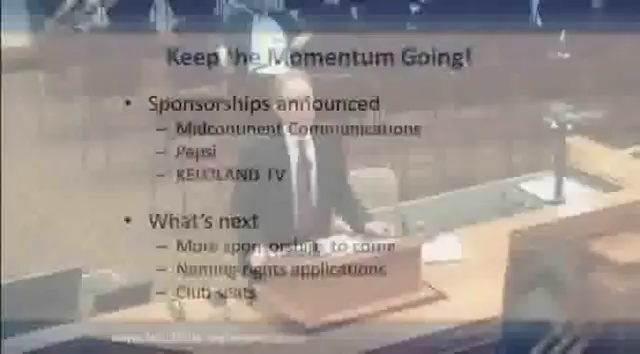 Keep the Momentum Going!
• Sponsorships announced
– Midcontinent Communications
– Pepsi
– KELOLAND TV
• What's next
– More sponsorships to come
– Naming rights applications
– Club seats